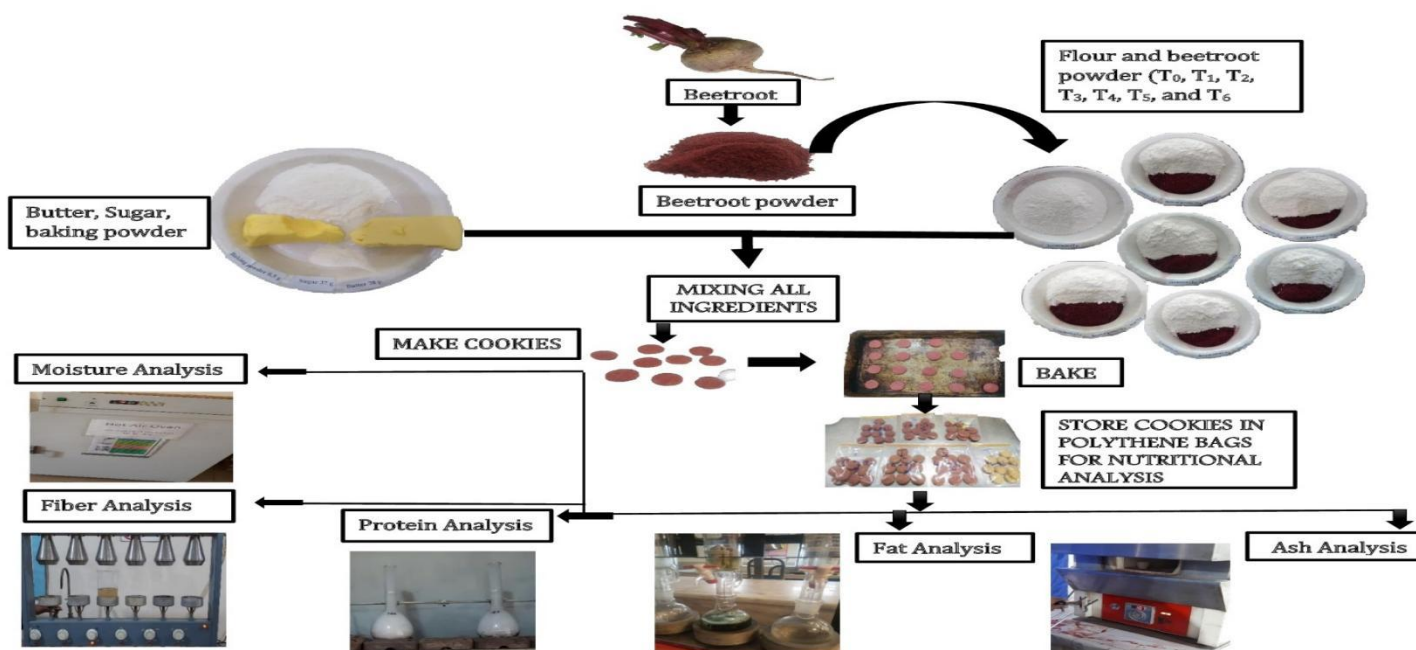 Beetroot
Flour and beetroot
powder (T₀, T₁, T₂,
T₃, T₄, T₅, and T₆
Beetroot powder
Butter, Sugar,
baking powder
MIXING ALL
INGREDIENTS
MAKE COOKIES
BAKE
Moisture Analysis
STORE COOKIES IN
POLYTHENE BAGS
FOR NUTRITIONAL
ANALYSIS
Fiber Analysis
Protein Analysis
Fat Analysis
Ash Analysis